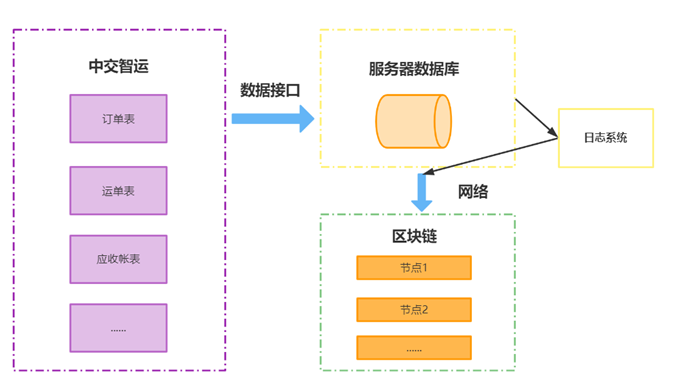 中交智运
订单表
运单表
应收帐表
......
数据接口
服务器数据库
日志系统
网络
区块链
节点1
节点2
......